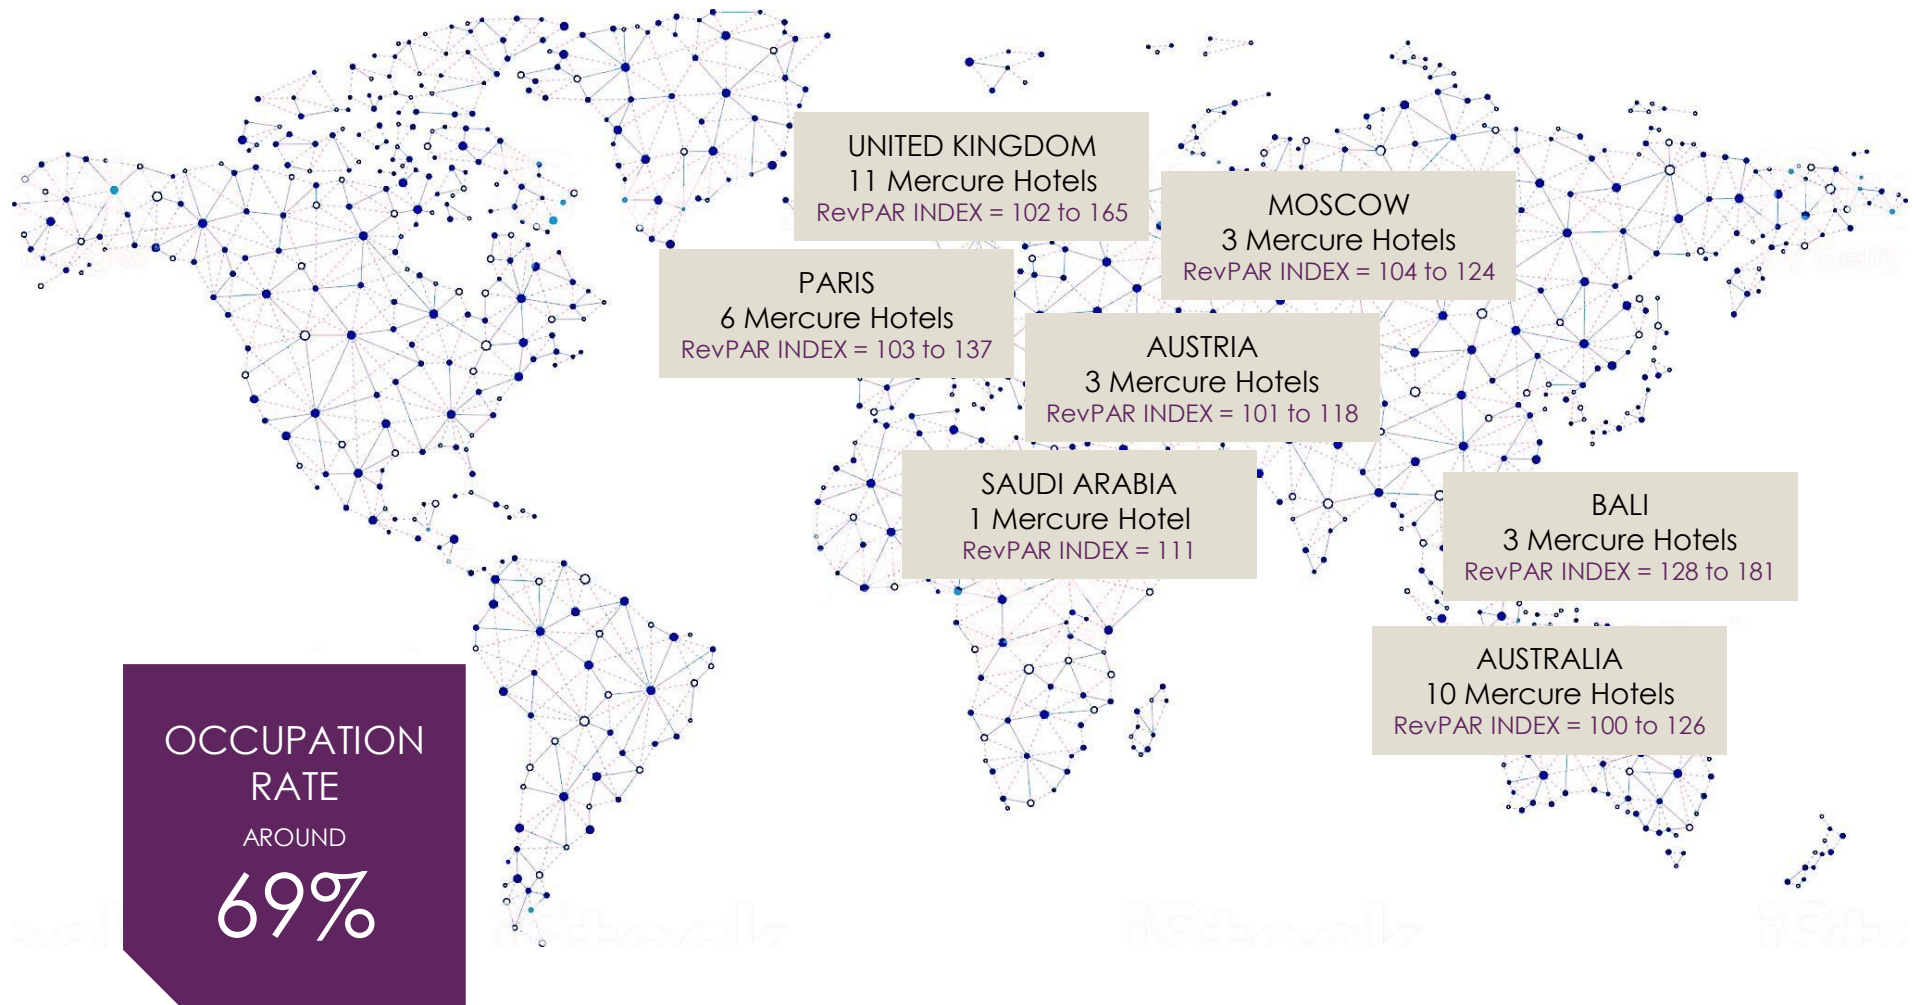 UNITED KINGDOM
11 Mercure Hotels
RevPAR INDEX = 102 to 165
MOSCOW
3 Mercure Hotels
RevPAR INDEX = 104 to 124
PARIS
6 Mercure Hotels
RevPAR INDEX = 103 to 137
AUSTRIA
3 Mercure Hotels
RevPAR INDEX = 101 to 118
SAUDI ARABIA
1 Mercure Hotel
RevPAR INDEX = 111
BALI
3 Mercure Hotels
RevPAR INDEX = 128 to 181
AUSTRALIA
10 Mercure Hotels
RevPAR INDEX = 100 to 126
OCCUPATION
RATE
AROUND
69%
iStock
iStock